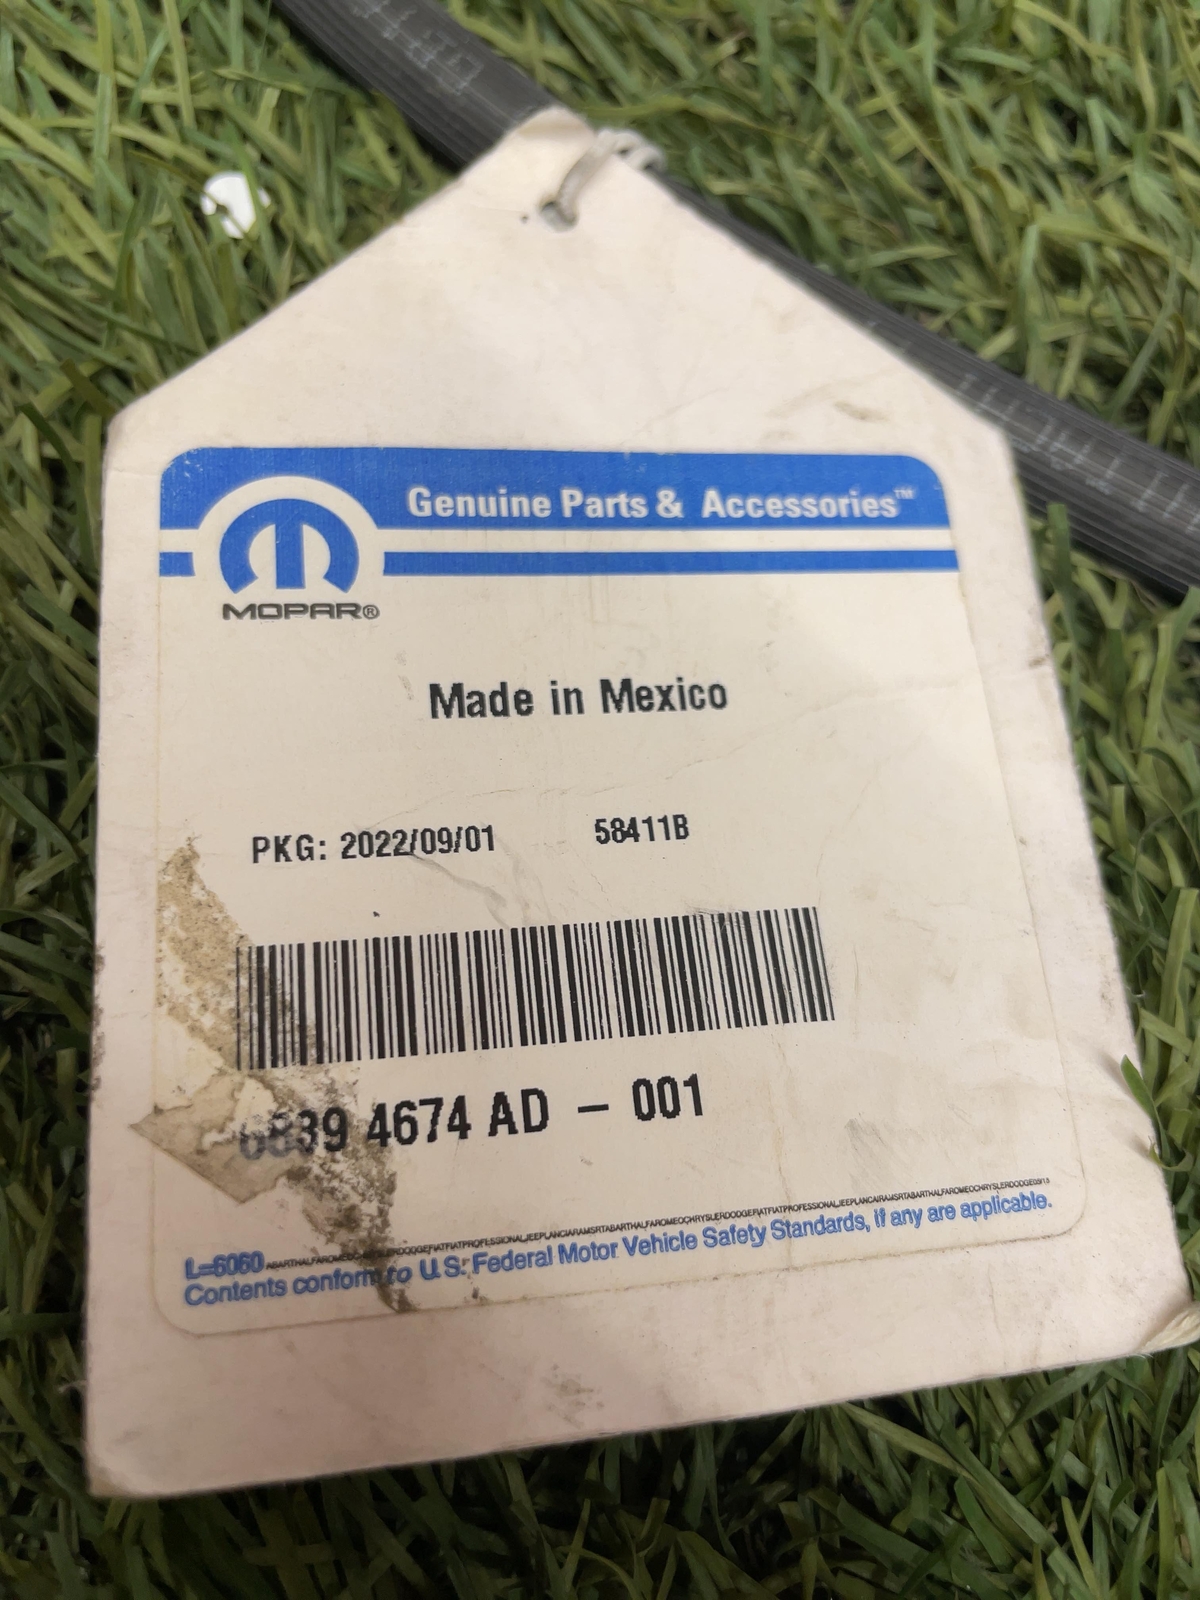 Genuine Parts & Accessories™
MOPAR®
Made in Mexico
PKG: 2022/09/01 58411B
6839 4674 AD - 001
L=6060
Contents conform to U.S. Federal Motor Vehicle Safety Standards, if any are applicable.